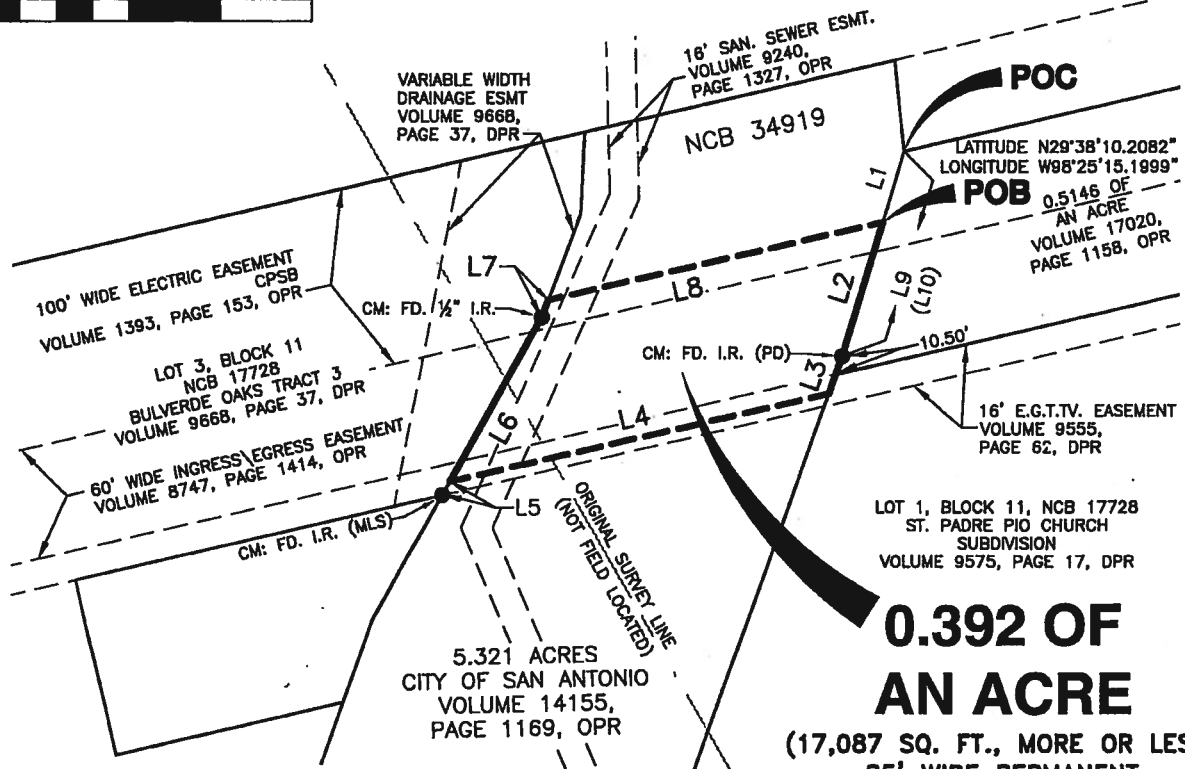 16' SAN. SEWER ESMT.
VOLUME 9240,
PAGE 1327, OPR
VARIABLE WIDTH
DRAINAGE ESMT
VOLUME 9668,
PAGE 37, DPR
NCB 34919
POC
LATITUDE N29°38'10.2082"
LONGITUDE W98°25'15.1999"
L1
POB
0.5146 OF
AN ACRE
VOLUME 17020,
PAGE 1158, OPR
100' WIDE ELECTRIC EASEMENT
CPSB
VOLUME 1393, PAGE 153, OPR
L7
CM: FD. ½" I.R.
L8
L2
L9
(L10)
LOT 3, BLOCK 11
NCB 17728
BULVERDE OAKS TRACT 3
VOLUME 9668, PAGE 37, DPR
CM: FD. I.R. (PD)
10.50'
L3
L6
L4
16' E.G.T.TV. EASEMENT
VOLUME 9555,
PAGE 62, DPR
60' WIDE INGRESS\EGRESS EASEMENT
VOLUME 8747, PAGE 1414, OPR
L5
CM: FD. I.R. (MLS)
ORIGINAL SURVEY LINE
(NOT FIELD LOCATED)
LOT 1, BLOCK 11, NCB 17728
ST. PADRE PIO CHURCH
SUBDIVISION
VOLUME 9575, PAGE 17, DPR
5.321 ACRES
CITY OF SAN ANTONIO
VOLUME 14155,
PAGE 1169, OPR
0.392 OF
AN ACRE
(17,087 SQ. FT., MORE OR LES
WIDE PERMANENT